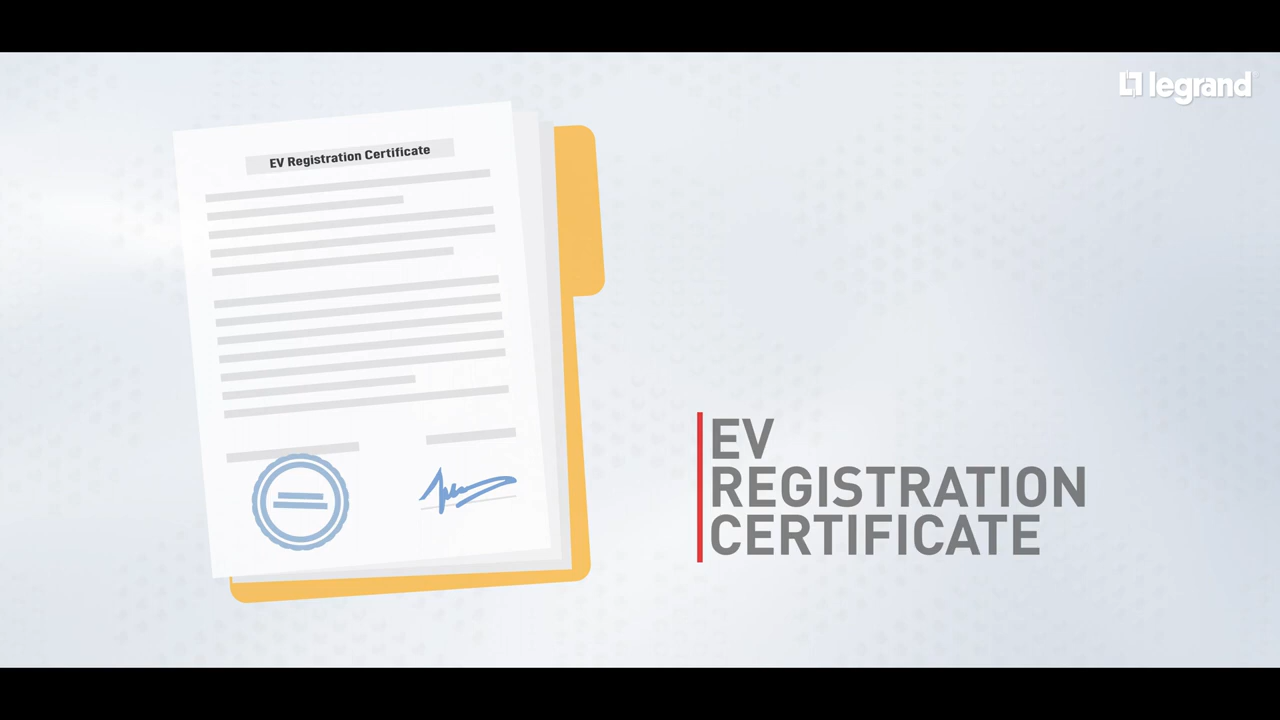 legrand
EV Registration Certificate
EV
REGISTRATION
CERTIFICATE